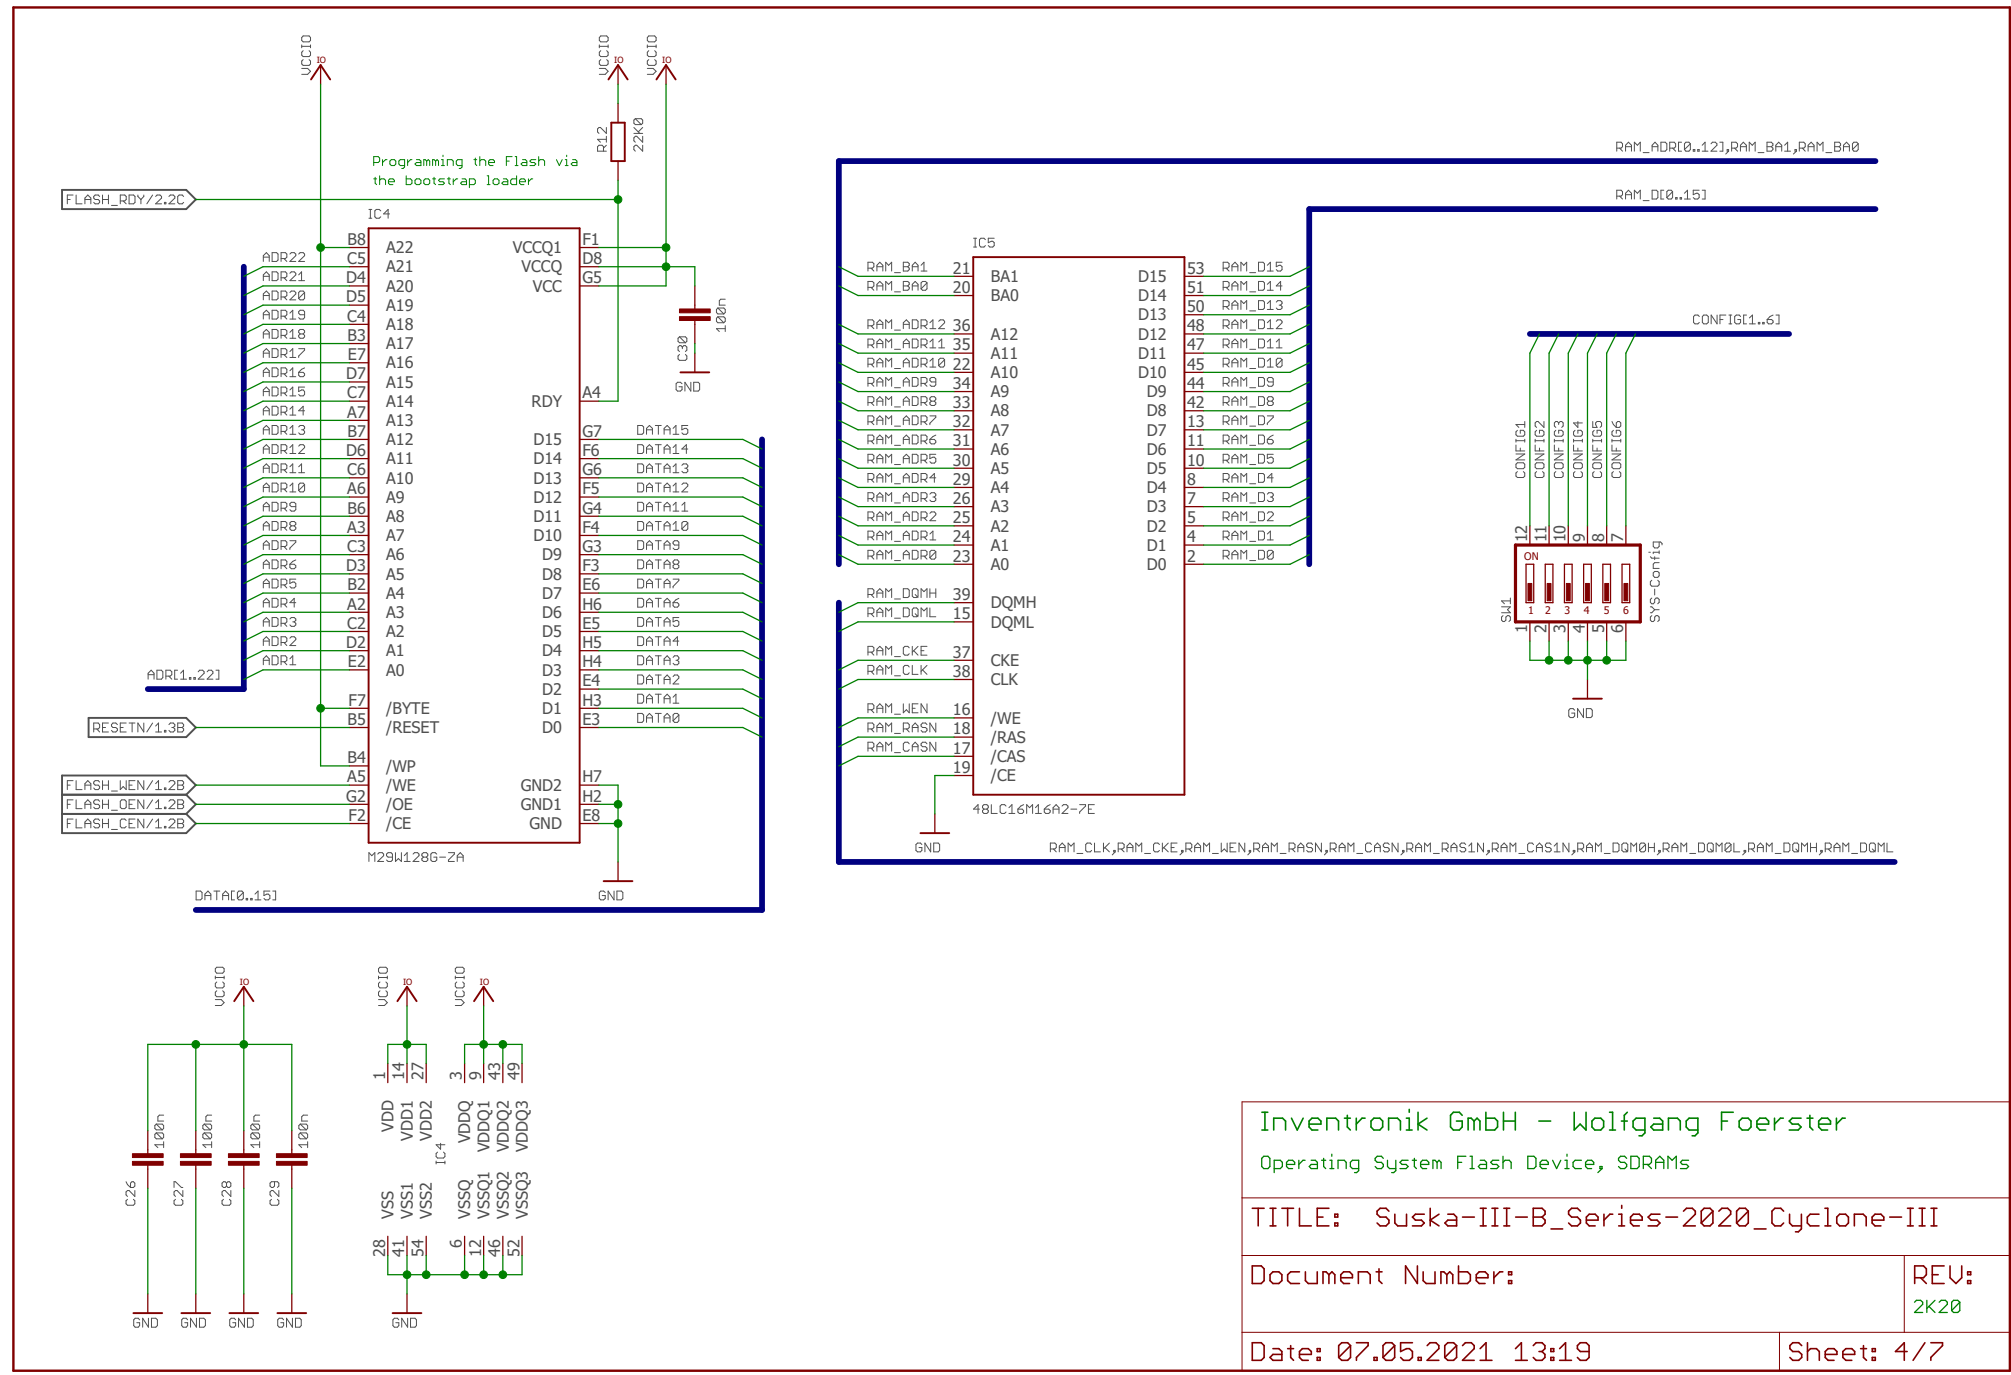 VCCIO
IO
VCCIO
IO
VCCIO
IO
R12
22K0
Programming the Flash via
the bootstrap loader
FLASH_RDY/2.2C
IC4
B8 A22 VCCQ1 F1
ADR22 C5 A21 VCCQ D8
ADR21 D4 A20 VCC G5
ADR20 D5 A19
ADR19 C4 A18
ADR18 B3 A17
ADR17 E7 A16
ADR16 D7 A15
ADR15 C7 A14 RDY A4
ADR14 A7 A13
ADR13 B7 A12 D15 G7 DATA15
ADR12 D6 A11 D14 F6 DATA14
ADR11 C6 A10 D13 G6 DATA13
ADR10 A6 A9 D12 F5 DATA12
ADR9 B6 A8 D11 G4 DATA11
ADR8 A3 A7 D10 F4 DATA10
ADR7 C3 A6 D9 G3 DATA9
ADR6 D3 A5 D8 F3 DATA8
ADR5 B2 A4 D7 E6 DATA7
ADR4 A2 A3 D6 H6 DATA6
ADR3 C2 A2 D5 E5 DATA5
ADR2 D2 A1 D4 H5 DATA4
ADR1 E2 A0 D3 H4 DATA3
D2 E4 DATA2
ADR[1..22]
F7 /BYTE D1 H3 DATA1
RESETN/1.3B B5 /RESET D0 E3 DATA0
B4 /WP
FLASH_WEN/1.2B A5 /WE GND2 H7
FLASH_OEN/1.2B G2 /OE GND1 H2
FLASH_CEN/1.2B F2 /CE GND E8
M29W128G-ZA
GND
DATA[0..15]
C30
100n
GND
RAM_ADR[0..12],RAM_BA1,RAM_BA0
RAM_D[0..15]
IC5
RAM_BA1 21 BA1 D15 53 RAM_D15
RAM_BA0 20 BA0 D14 51 RAM_D14
D13 50 RAM_D13
RAM_ADR12 36 A12 D12 48 RAM_D12
RAM_ADR11 35 A11 D11 47 RAM_D11
RAM_ADR10 22 A10 D10 45 RAM_D10
RAM_ADR9 34 A9 D9 44 RAM_D9
RAM_ADR8 33 A8 D8 42 RAM_D8
RAM_ADR7 32 A7 D7 13 RAM_D7
RAM_ADR6 31 A6 D6 11 RAM_D6
RAM_ADR5 30 A5 D5 10 RAM_D5
RAM_ADR4 29 A4 D4 8 RAM_D4
RAM_ADR3 26 A3 D3 7 RAM_D3
RAM_ADR2 25 A2 D2 5 RAM_D2
RAM_ADR1 24 A1 D1 4 RAM_D1
RAM_ADR0 23 A0 D0 2 RAM_D0
RAM_DQMH 39 DQMH
RAM_DQML 15 DQML
RAM_CKE 37 CKE
RAM_CLK 38 CLK
RAM_WEN 16 /WE
RAM_RASN 18 /RAS
RAM_CASN 17 /CAS
19 /CE
48LC16M16A2-7E
GND
RAM_CLK,RAM_CKE,RAM_WEN,RAM_RASN,RAM_CASN,RAM_RAS1N,RAM_CAS1N,RAM_DQM0H,RAM_DQM0L,RAM_DQMH,RAM_DQML
CONFIG[1..6]
CONFIG1 CONFIG2 CONFIG3 CONFIG4 CONFIG5 CONFIG6
12 11 10 9 8 7
ON
1 2 3 4 5 6
SW1
SYS-Config
1 2 3 4 5 6
GND
VCCIO
IO
100n 100n 100n 100n
C26 C27 C28 C29
GND GND GND GND
VCCIO
IO
VCCIO
IO
1 14 27 3 9 43 49
VDD VDD1 VDD2 VDDQ VDDQ1 VDDQ2 VDDQ3
IC4
VSS VSS1 VSS2 VSSQ VSSQ1 VSSQ2 VSSQ3
28 41 54 6 12 46 52
GND
Inventronik GmbH - Wolfgang Foerster
Operating System Flash Device, SDRAMs
TITLE: Suska-III-B_Series-2020_Cyclone-III
Document Number:
REV:
2K20
Date: 07.05.2021 13:19
Sheet: 4/7